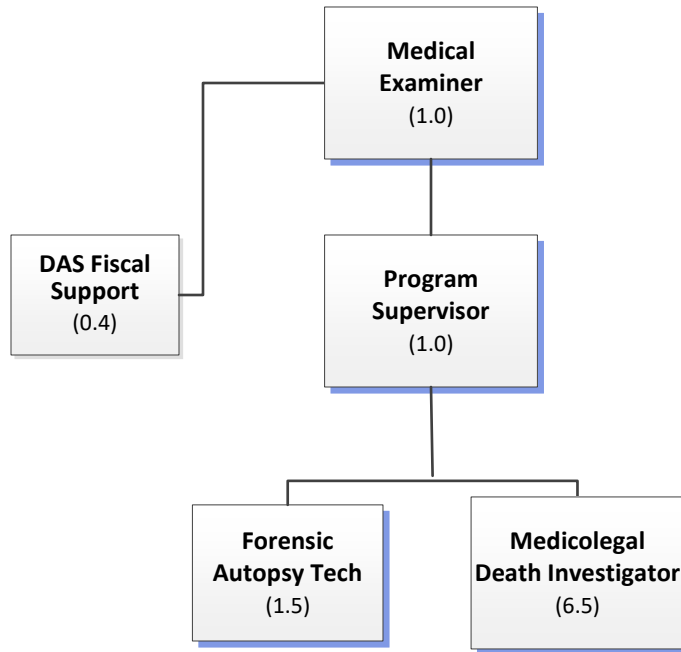 Medical
Examiner
(1.0)
DAS Fiscal
Support
(0.4)
Program
Supervisor
(1.0)
Forensic
Autopsy Tech
(1.5)
Medicolegal
Death Investigator
(6.5)